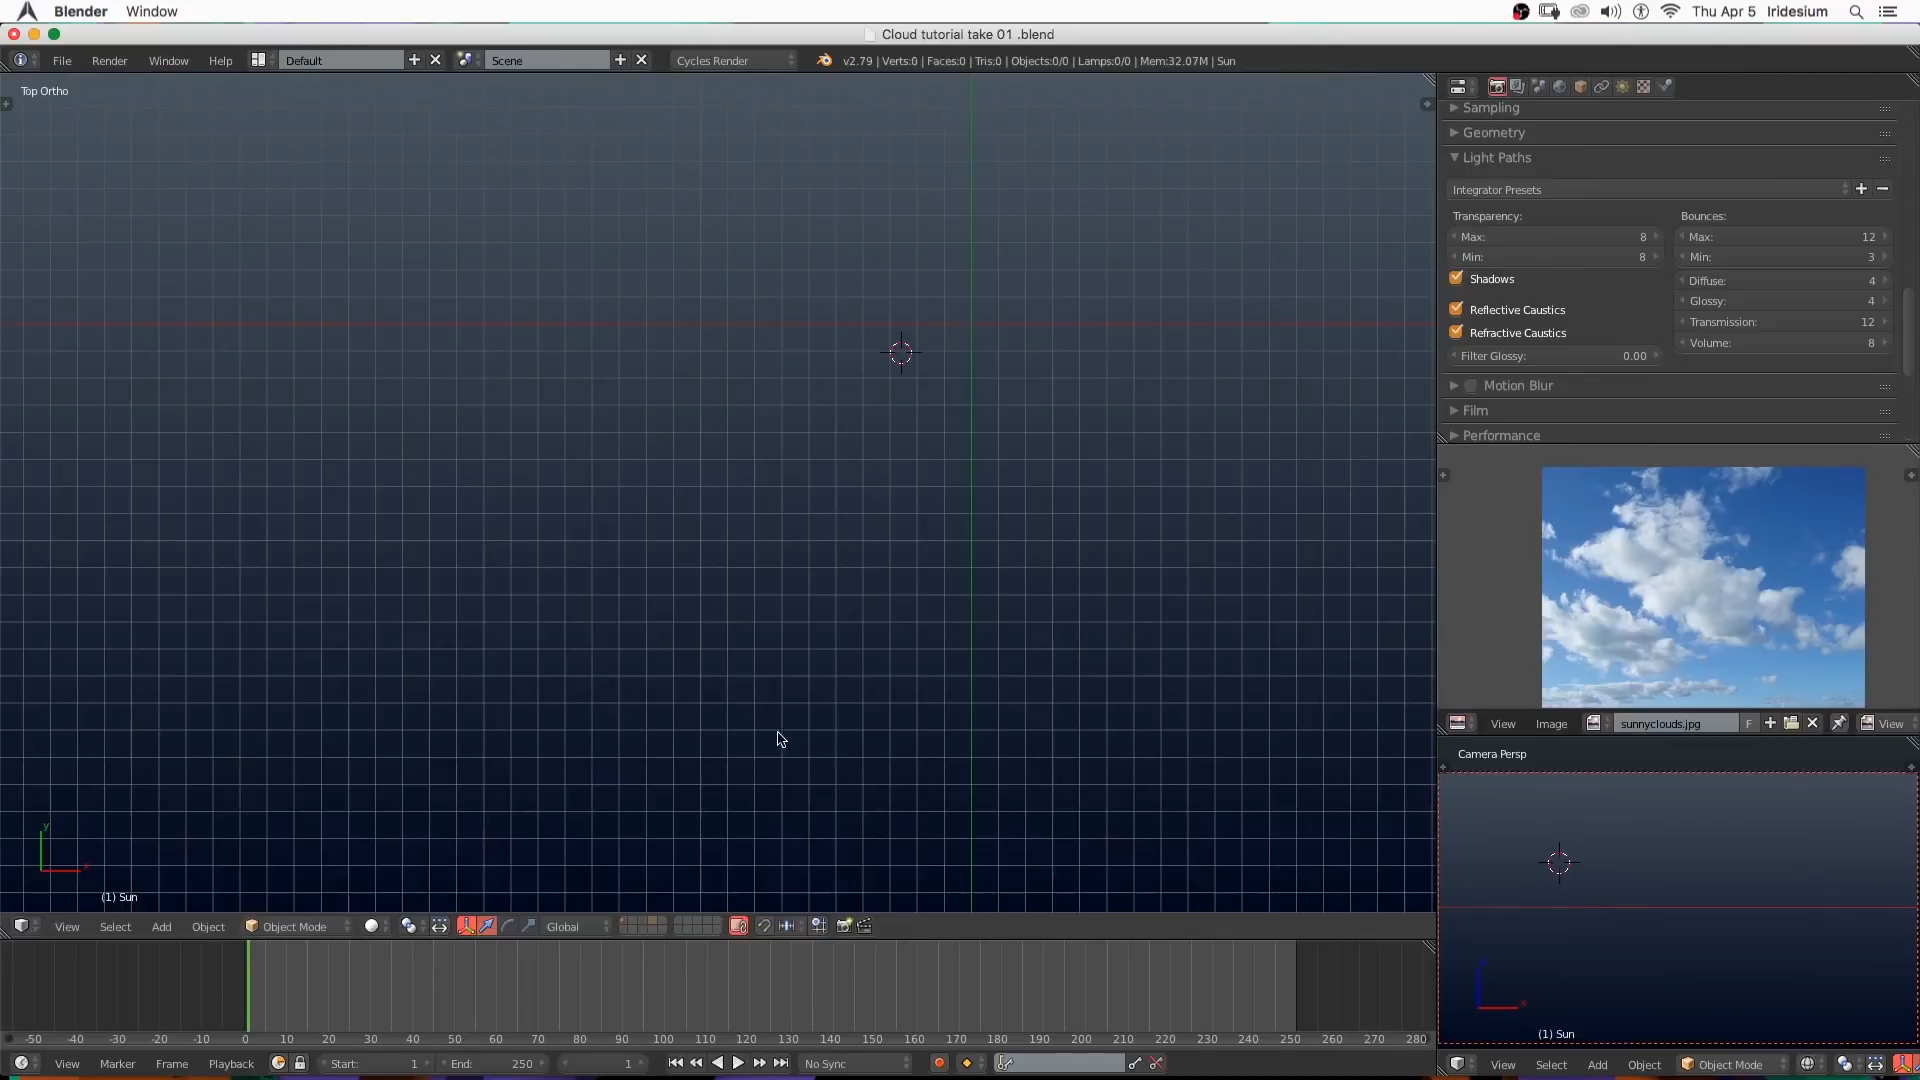 Blender Window Thu Apr 5 Iridesium
Cloud tutorial take 01 .blend
File Render Window Help Default Scene Cycles Render v2.79 | Verts:0 | Faces:0 | Tris:0 | Objects:0/0 | Lamps:0/0 | Mem:32.07M | Sun
Top Ortho
Sampling
Geometry
Light Paths
Integrator Presets
Transparency: Bounces:
Max: 8 Max: 12
Min: 8 Min: 3
Shadows Diffuse: 4
Reflective Caustics Glossy: 4
Refractive Caustics Transmission: 12
Filter Glossy: 0.00 Volume: 8
Motion Blur
Film
Performance
View Image sunnyclouds.jpg F View
Camera Persp
y
x
(1) Sun
View Select Add Object Object Mode Global
x
(1) Sun
-50 -40 -30 -20 -10 0 10 20 30 40 50 60 70 80 90 100 110 120 130 140 150 160 170 180 190 200 210 220 230 240 250 260 270 280
View Marker Frame Playback Start: 1 End: 250 1 No Sync
View Select Add Object Object Mode